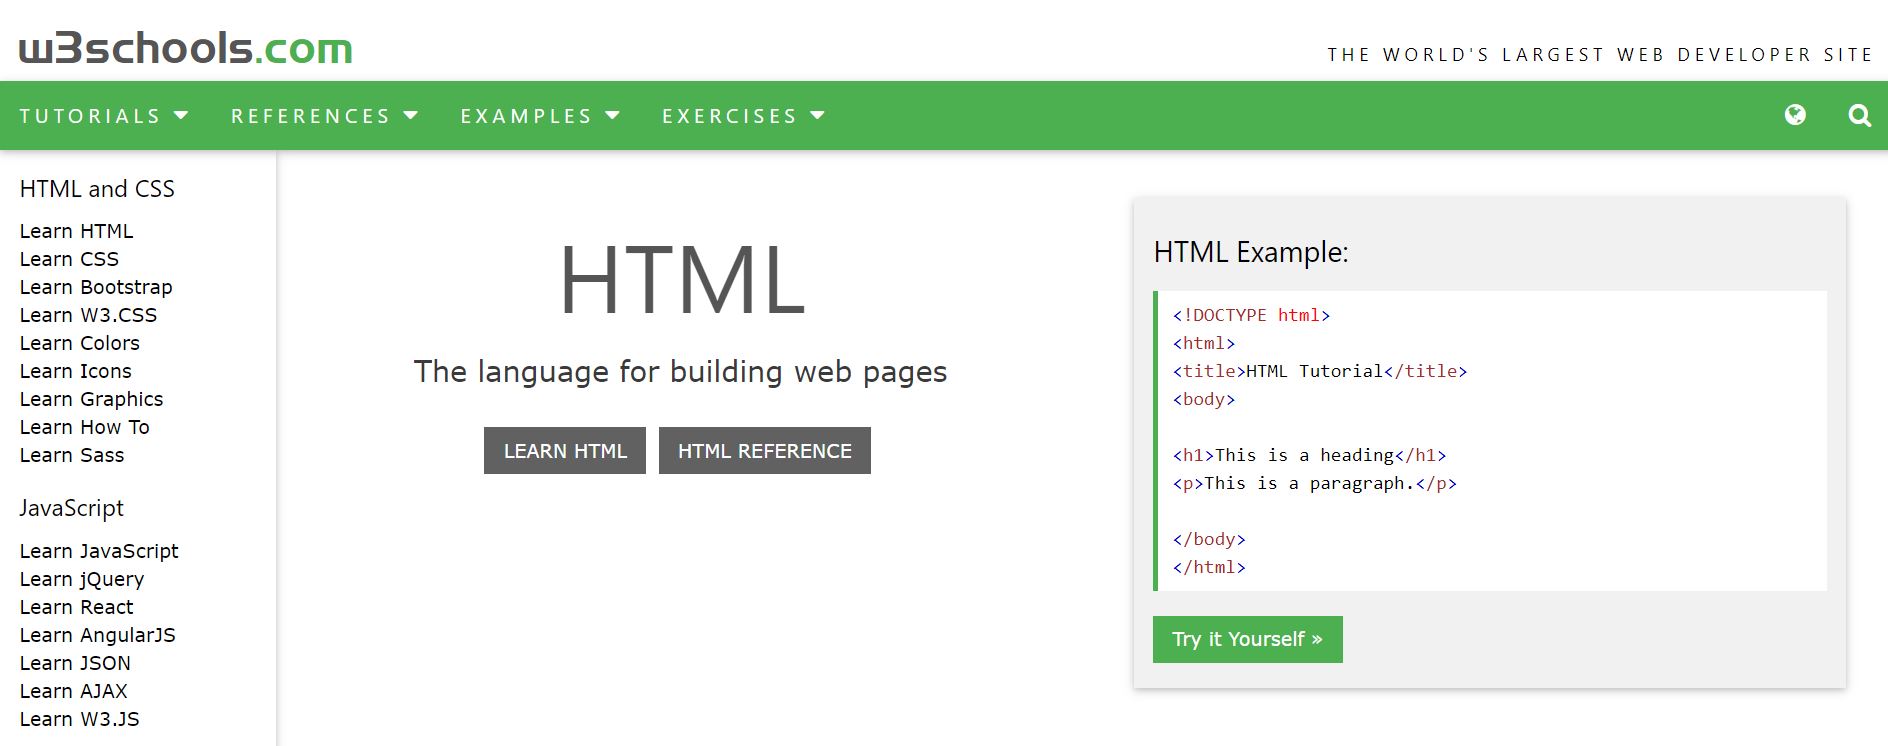 w3schools.com
THE WORLD'S LARGEST WEB DEVELOPER SITE
TUTORIALS REFERENCES EXAMPLES EXERCISES
HTML and CSS
Learn HTML
Learn CSS
Learn Bootstrap
Learn W3.CSS
Learn Colors
Learn Icons
Learn Graphics
Learn How To
Learn Sass
JavaScript
Learn JavaScript
Learn jQuery
Learn React
Learn AngularJS
Learn JSON
Learn AJAX
Learn W3.JS
HTML
The language for building web pages
LEARN HTML HTML REFERENCE
HTML Example:
<!DOCTYPE html>
<html>
<title>HTML Tutorial</title>
<body>
<h1>This is a heading</h1>
<p>This is a paragraph.</p>
</body>
</html>
Try it Yourself »